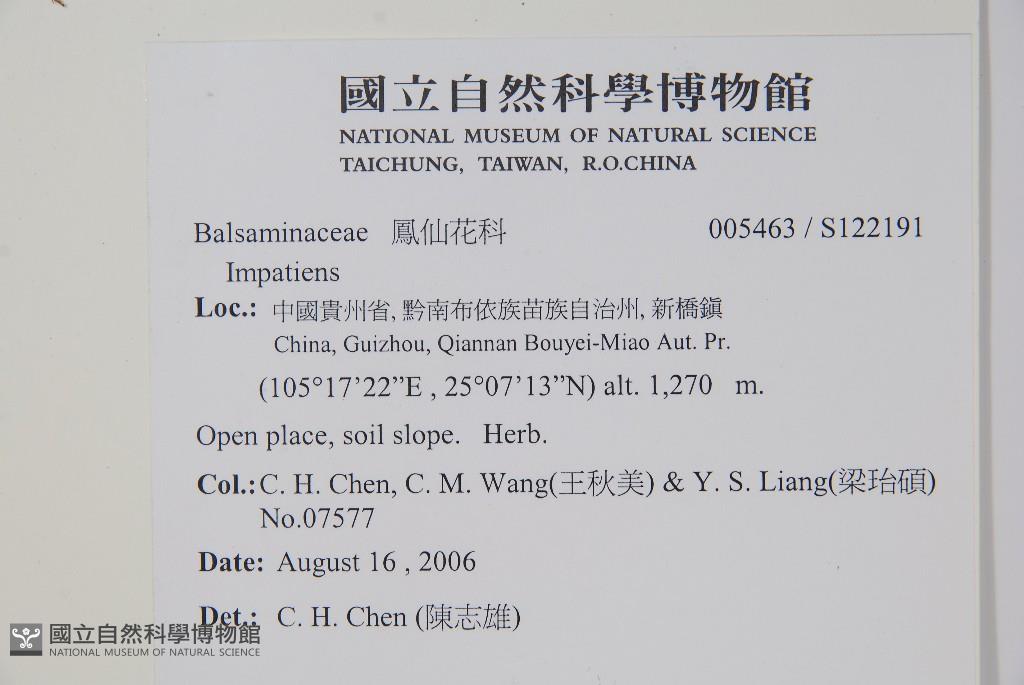 國立自然科學博物館
NATIONAL MUSEUM OF NATURAL SCIENCE
TAICHUNG, TAIWAN, R.O.CHINA
Balsaminaceae 鳳仙花科 005463 / S122191
Impatiens
Loc.: 中國貴州省, 黔南布依族苗族自治州, 新橋鎮
China, Guizhou, Qiannan Bouyei-Miao Aut. Pr.
(105°17’22”E , 25°07’13”N) alt. 1,270 m.
Open place, soil slope. Herb.
Col.: C. H. Chen, C. M. Wang(王秋美) & Y. S. Liang(梁珆碩)
No.07577
Date: August 16 , 2006
Det.: C. H. Chen (陳志雄)
國立自然科學博物館
NATIONAL MUSEUM OF NATURAL SCIENCE